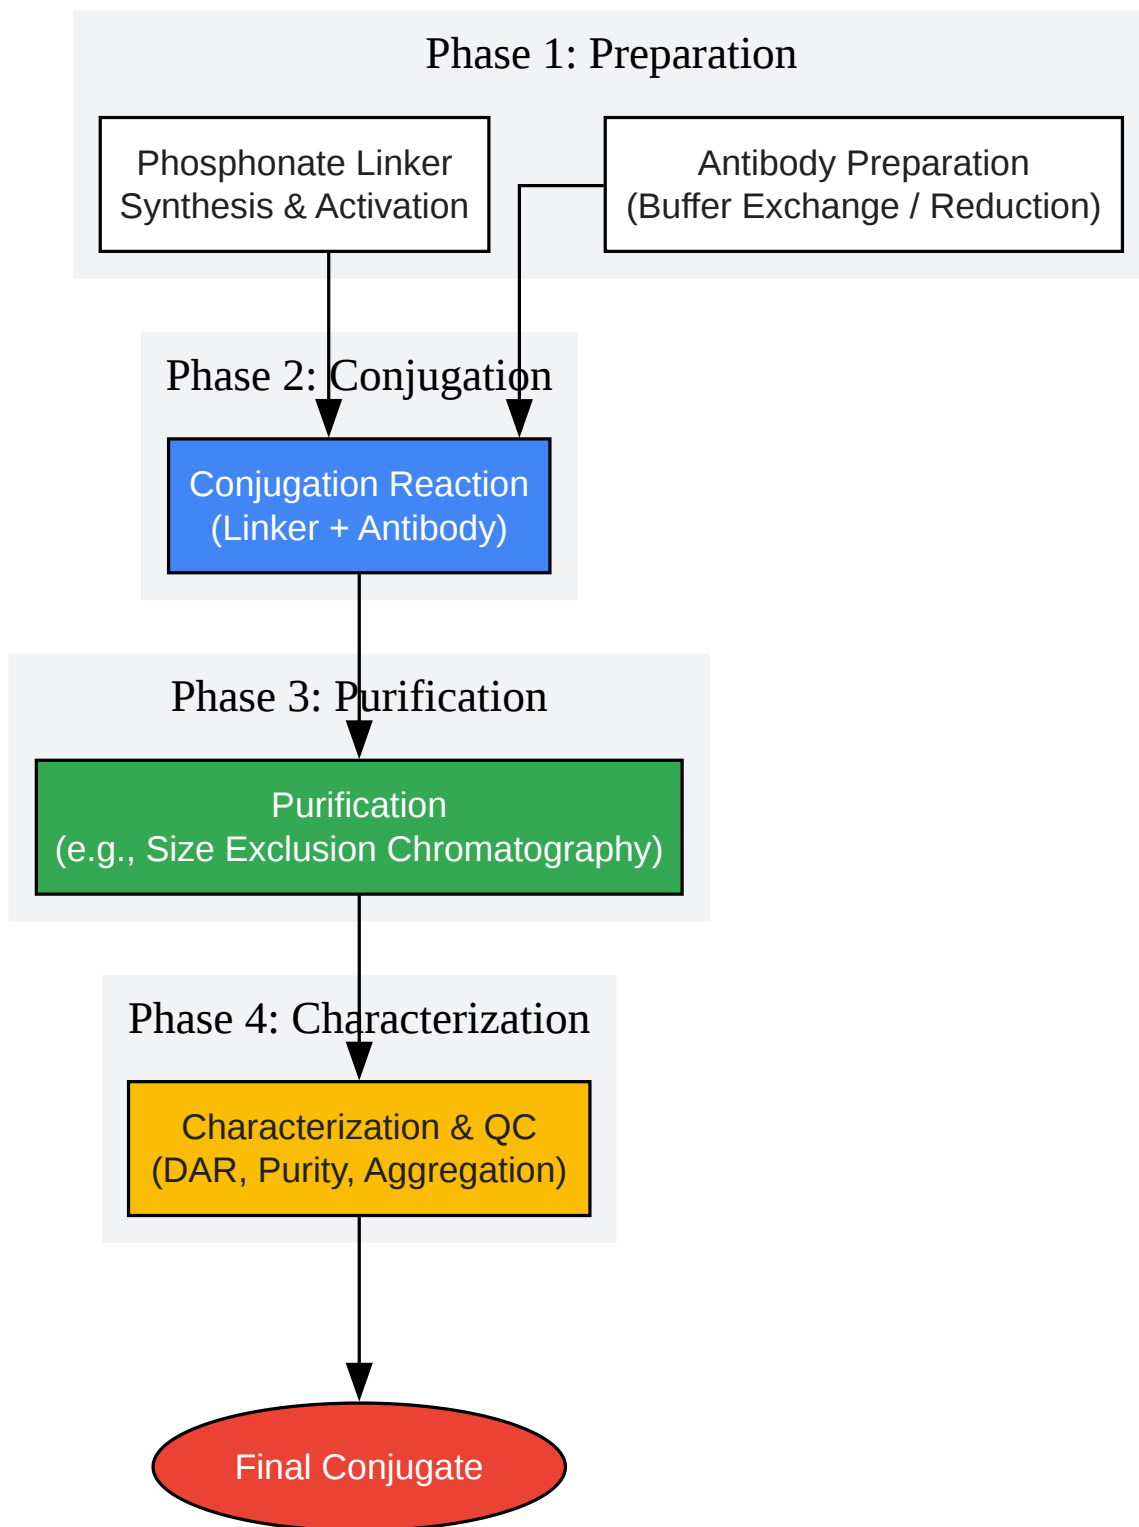 Phase 1: Preparation
Phosphonate Linker
Synthesis & Activation
Antibody Preparation
(Buffer Exchange / Reduction)
Phase 2: Conjugation
Conjugation Reaction
(Linker + Antibody)
Phase 3: Purification
Purification
(e.g., Size Exclusion Chromatography)
Phase 4: Characterization
Characterization & QC
(DAR, Purity, Aggregation)
Final Conjugate